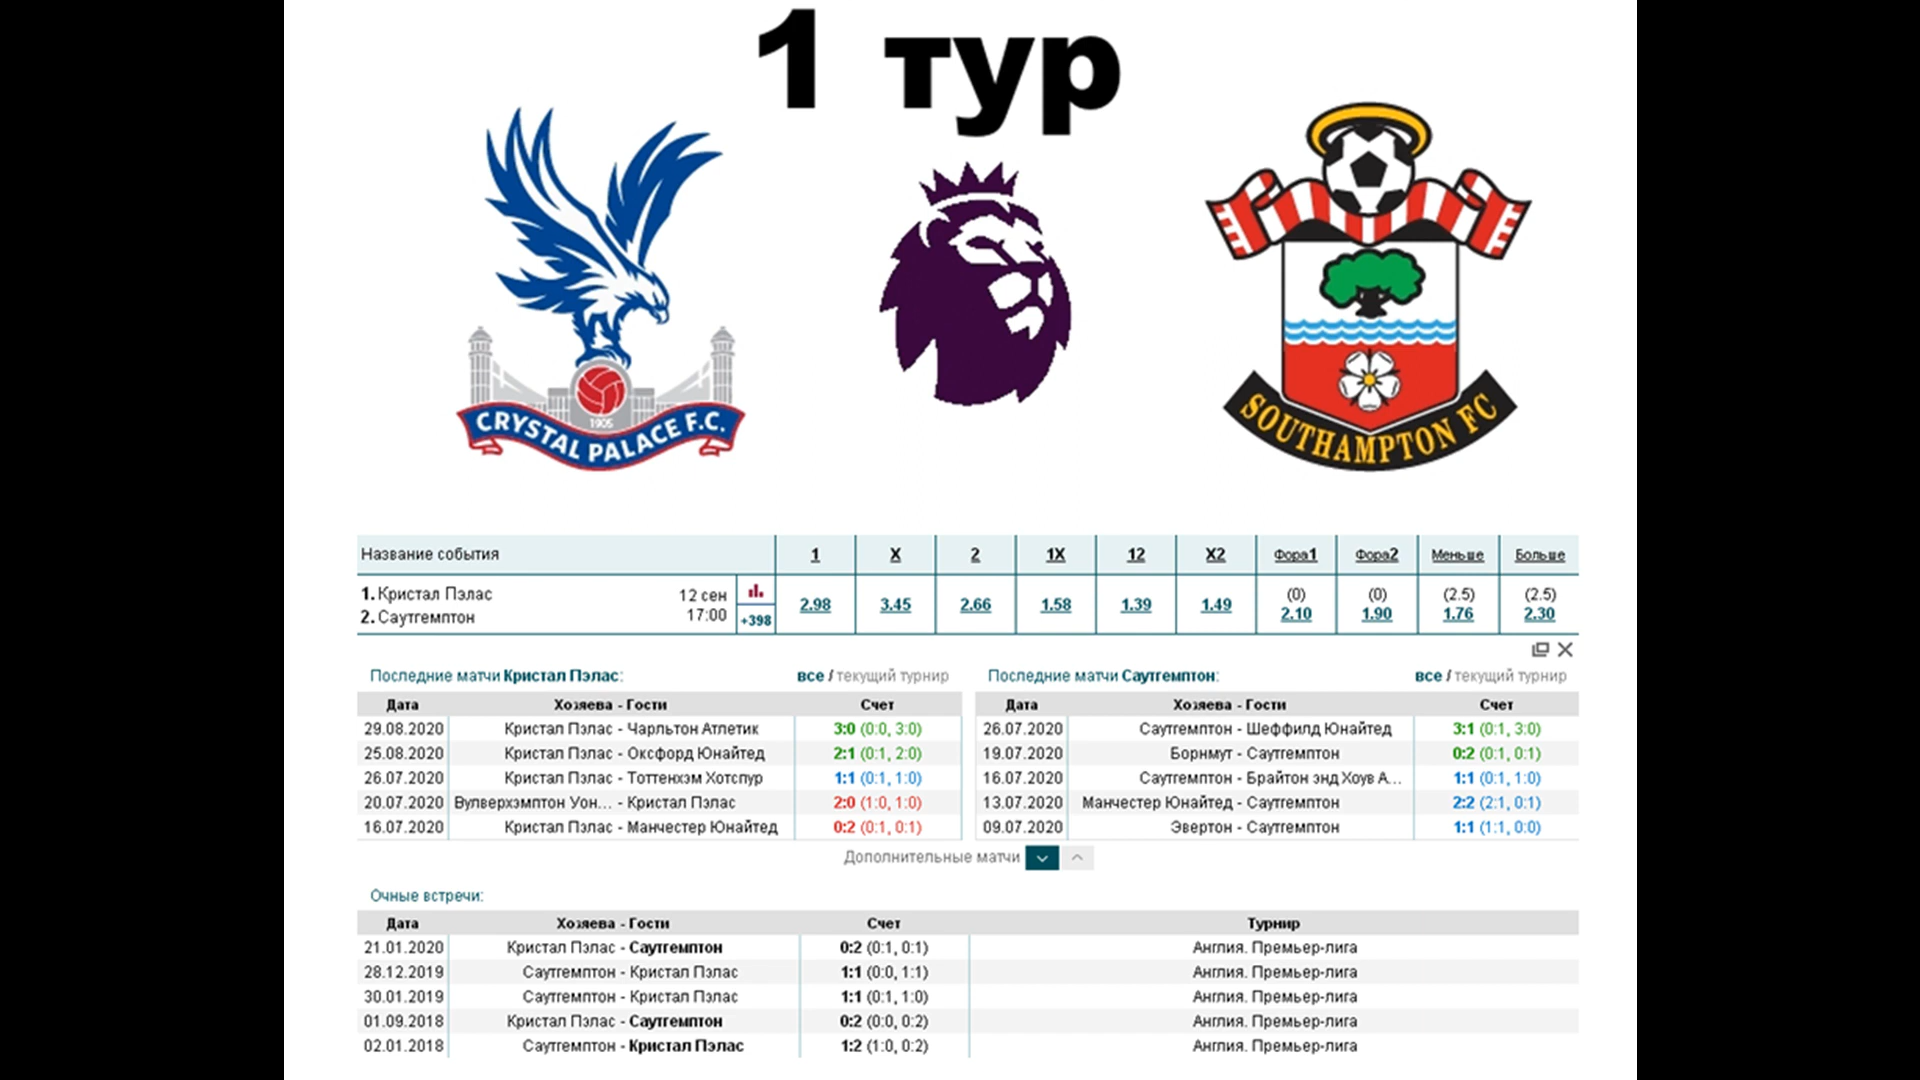 1 тур
CRYSTAL PALACE F.C.
1905
SOUTHAMPTON FC
Название события 1 X 2 1X 12 X2 Фора1 Фора2 Меньше Больше
1. Кристал Пэлас 12 сен (0) (0) (2.5) (2.5)
2. Саутгемптон 17:00 +398 2.98 3.45 2.66 1.58 1.39 1.49 2.10 1.90 1.76 2.30
Последние матчи Кристал Пэлас: все / текущий турнир
Дата Хозяева - Гости Счет
29.08.2020 Кристал Пэлас - Чарльтон Атлетик 3:0 (0:0, 3:0)
25.08.2020 Кристал Пэлас - Оксфорд Юнайтед 2:1 (0:1, 2:0)
26.07.2020 Кристал Пэлас - Тоттенхэм Хотспур 1:1 (0:1, 1:0)
20.07.2020 Вулверхэмптон Уон... - Кристал Пэлас 2:0 (1:0, 1:0)
16.07.2020 Кристал Пэлас - Манчестер Юнайтед 0:2 (0:1, 0:1)
Последние матчи Саутгемптон: все / текущий турнир
Дата Хозяева - Гости Счет
26.07.2020 Саутгемптон - Шеффилд Юнайтед 3:1 (0:1, 3:0)
19.07.2020 Борнмут - Саутгемптон 0:2 (0:1, 0:1)
16.07.2020 Саутгемптон - Брайтон энд Хоув А... 1:1 (0:1, 1:0)
13.07.2020 Манчестер Юнайтед - Саутгемптон 2:2 (2:1, 0:1)
09.07.2020 Эвертон - Саутгемптон 1:1 (1:1, 0:0)
Дополнительные матчи
Очные встречи:
Дата Хозяева - Гости Счет Турнир
21.01.2020 Кристал Пэлас - Саутгемптон 0:2 (0:1, 0:1) Англия. Премьер-лига
28.12.2019 Саутгемптон - Кристал Пэлас 1:1 (0:0, 1:1) Англия. Премьер-лига
30.01.2019 Саутгемптон - Кристал Пэлас 1:1 (0:1, 1:0) Англия. Премьер-лига
01.09.2018 Кристал Пэлас - Саутгемптон 0:2 (0:0, 0:2) Англия. Премьер-лига
02.01.2018 Саутгемптон - Кристал Пэлас 1:2 (1:0, 0:2) Англия. Премьер-лига